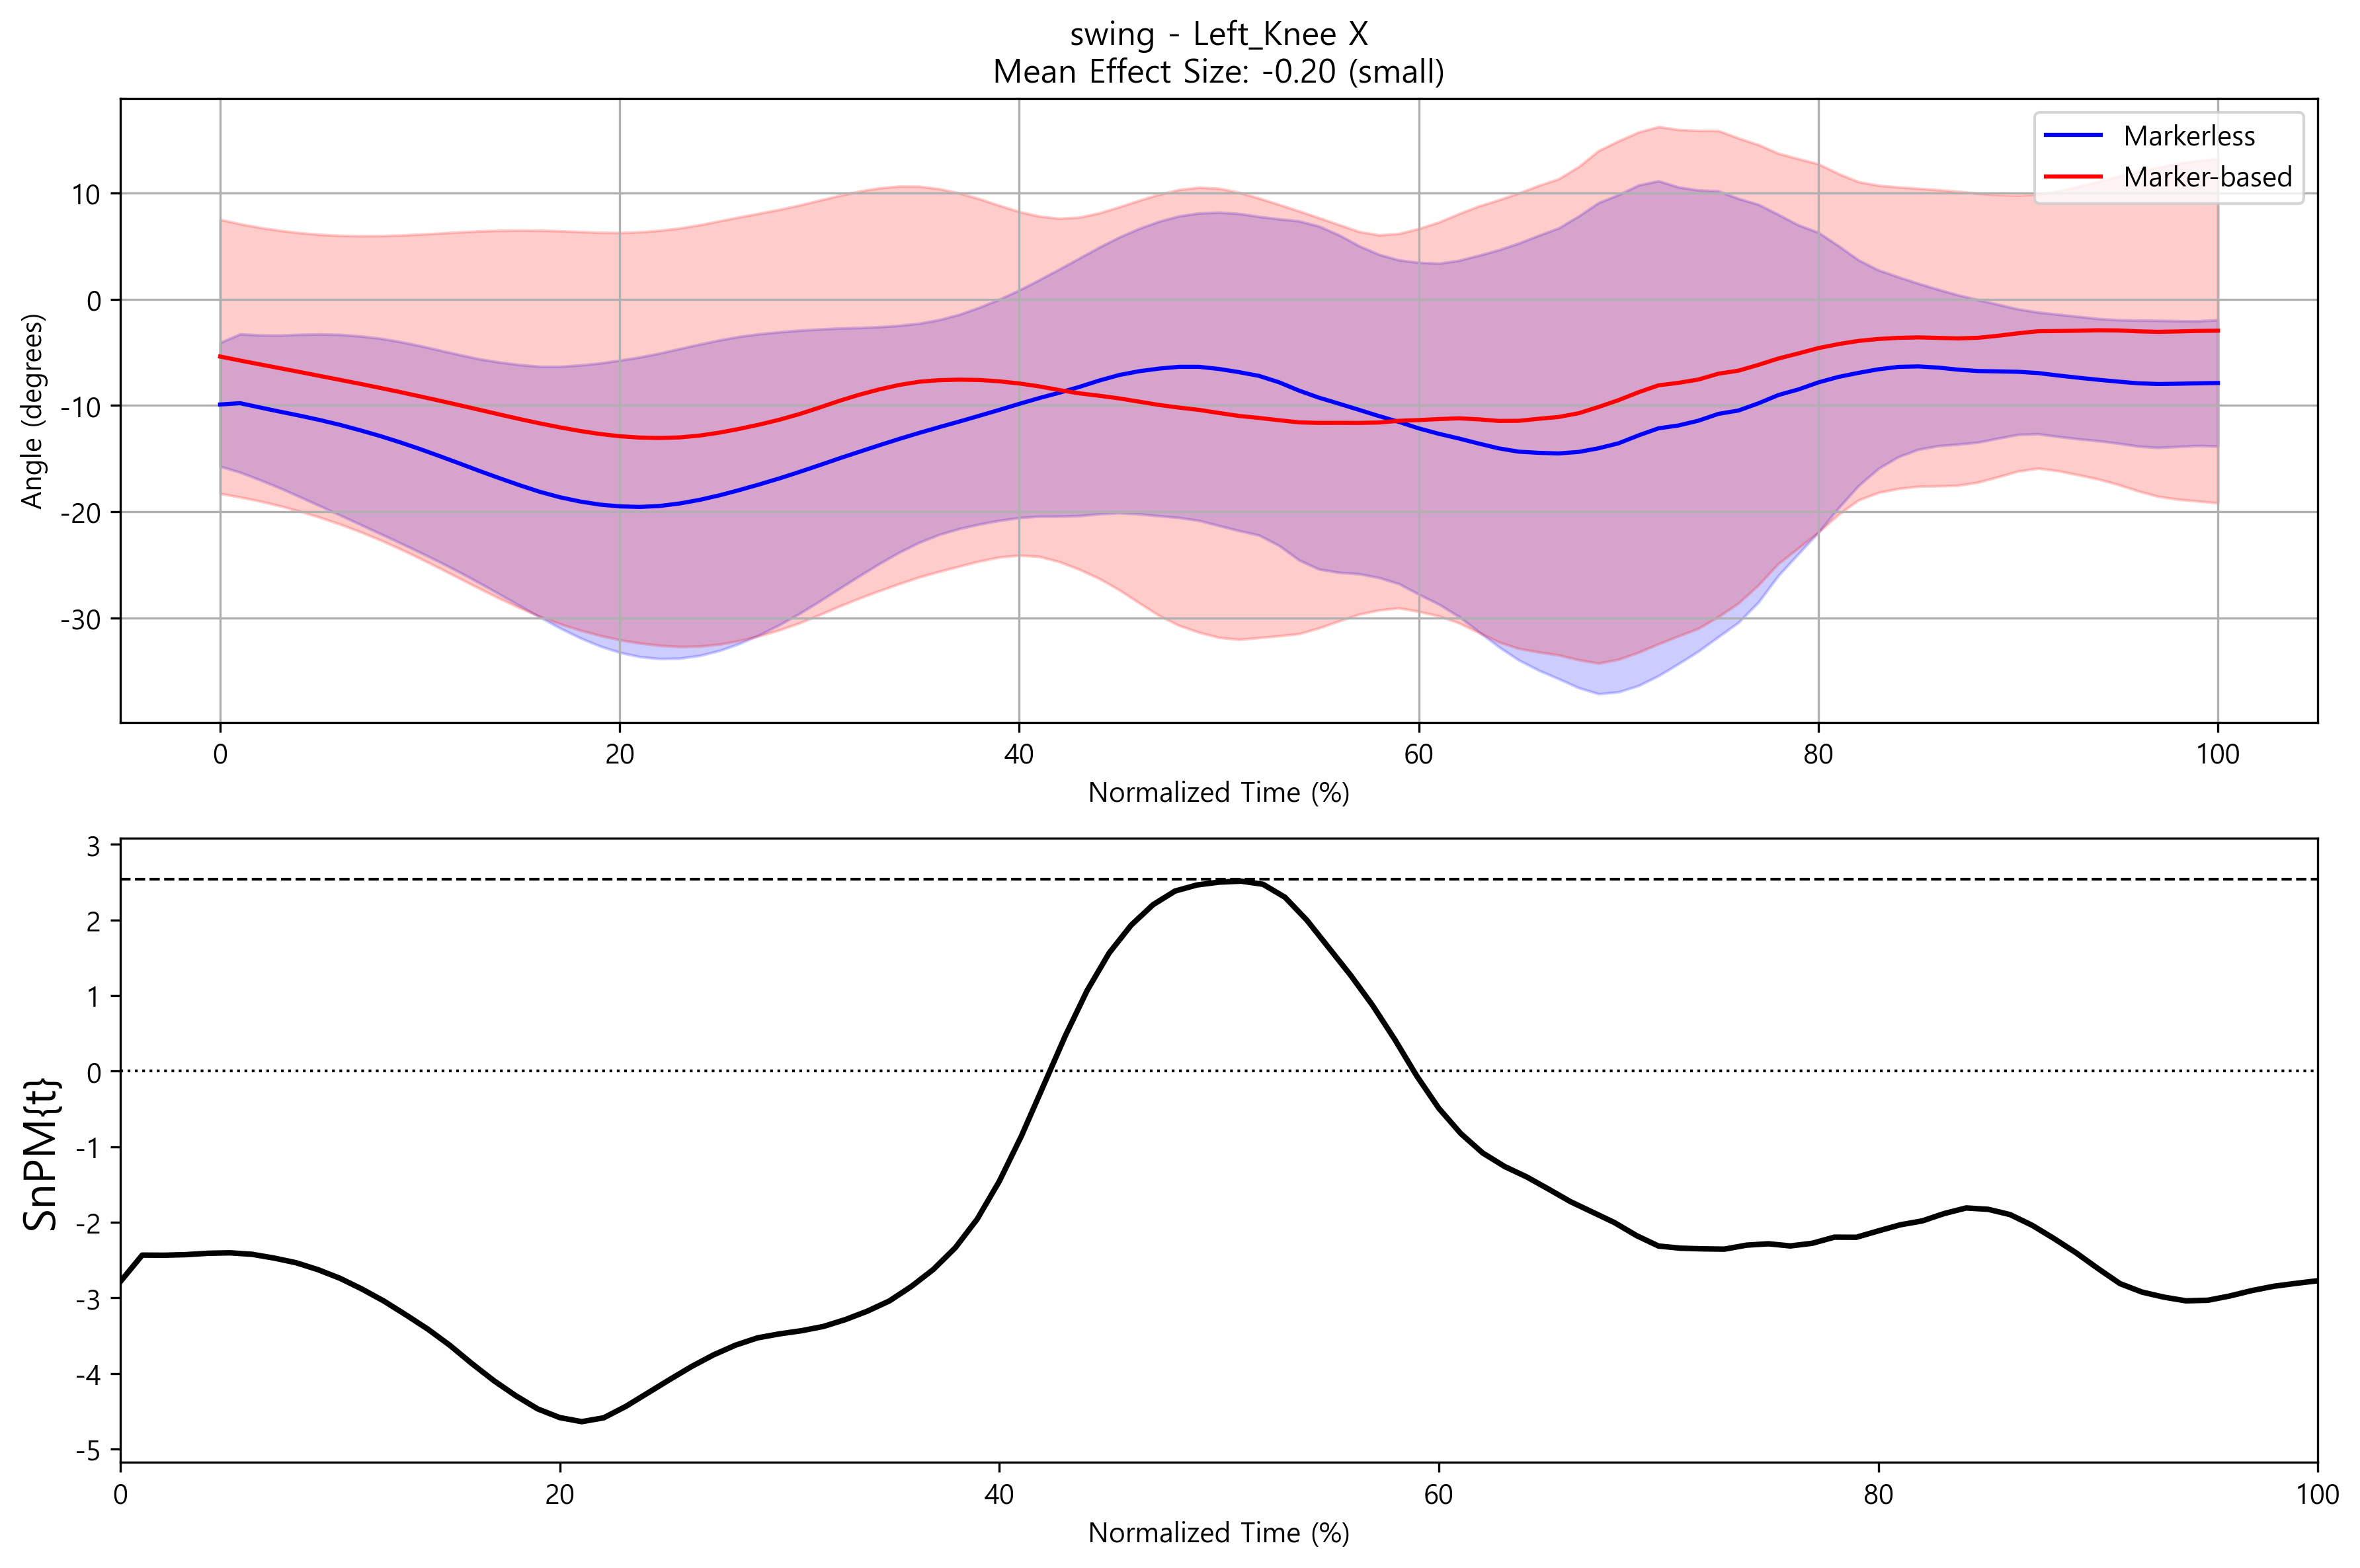 swing - Left_Knee X
Mean Effect Size: -0.20 (small)
Markerless
Marker-based
Angle (degrees)
10
0
-10
-20
-30
0 20 40 60 80 100
Normalized Time (%)
SnPM{t}
3
2
1
0
-1
-2
-3
-4
-5
0 20 40 60 80 100
Normalized Time (%)